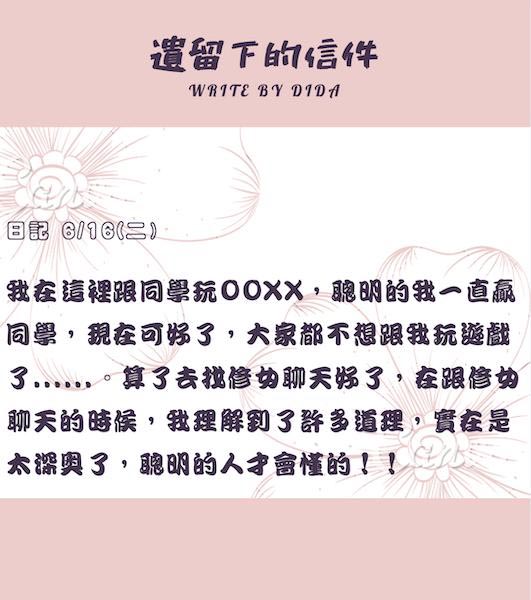 遺留下的信件
WRITE BY DIDA
日記 6/16(二)
我在這裡跟同學玩OOXX，聰明的我一直贏
同學，現在可好了，大家都不想跟我玩遊戲
了......。算了去找修女聊天好了，在跟修女
聊天的時候，我理解到了許多道理，實在是
太深奧了，聰明的人才會懂的！！